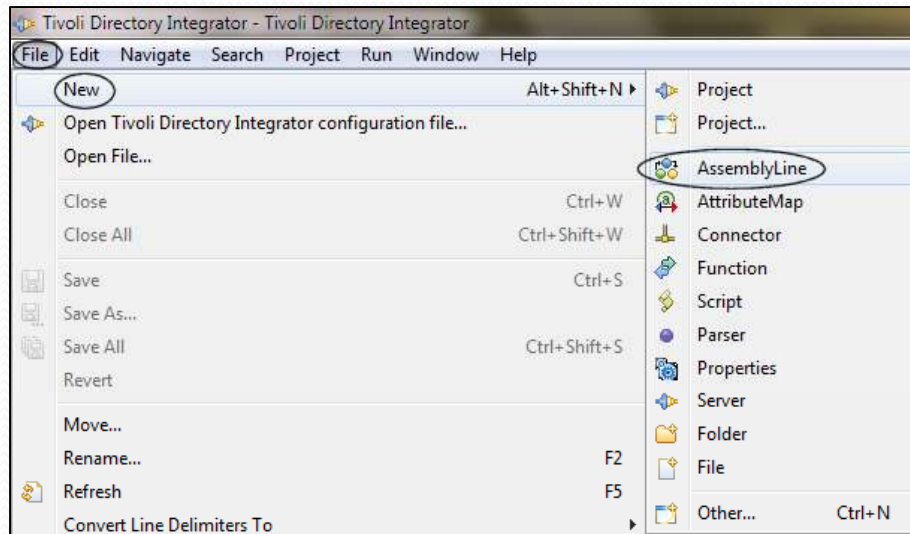 Tivoli Directory Integrator - Tivoli Directory Integrator
File Edit Navigate Search Project Run Window Help
New Alt+Shift+N
Open Tivoli Directory Integrator configuration file...
Open File...
Close Ctrl+W
Close All Ctrl+Shift+W
Save Ctrl+S
Save As...
Save All Ctrl+Shift+S
Revert
Move...
Rename... F2
Refresh F5
Convert Line Delimiters To
Project
Project...
AssemblyLine
AttributeMap
Connector
Function
Script
Parser
Properties
Server
Folder
File
Other... Ctrl+N